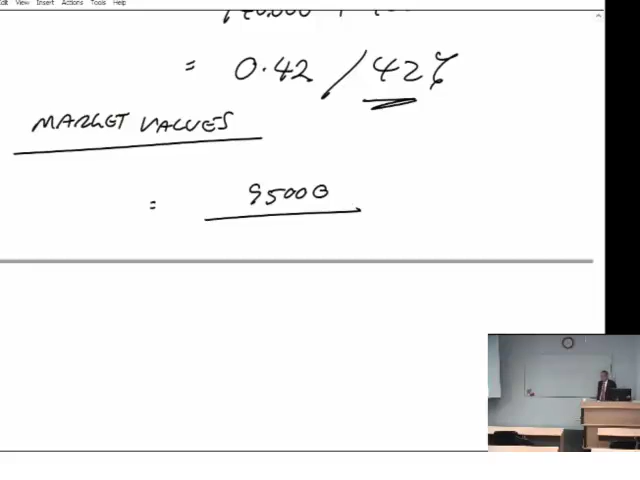 Edit View Insert Actions Tools Help
= 0.42 / 42%
MARKET VALUES
= 95000